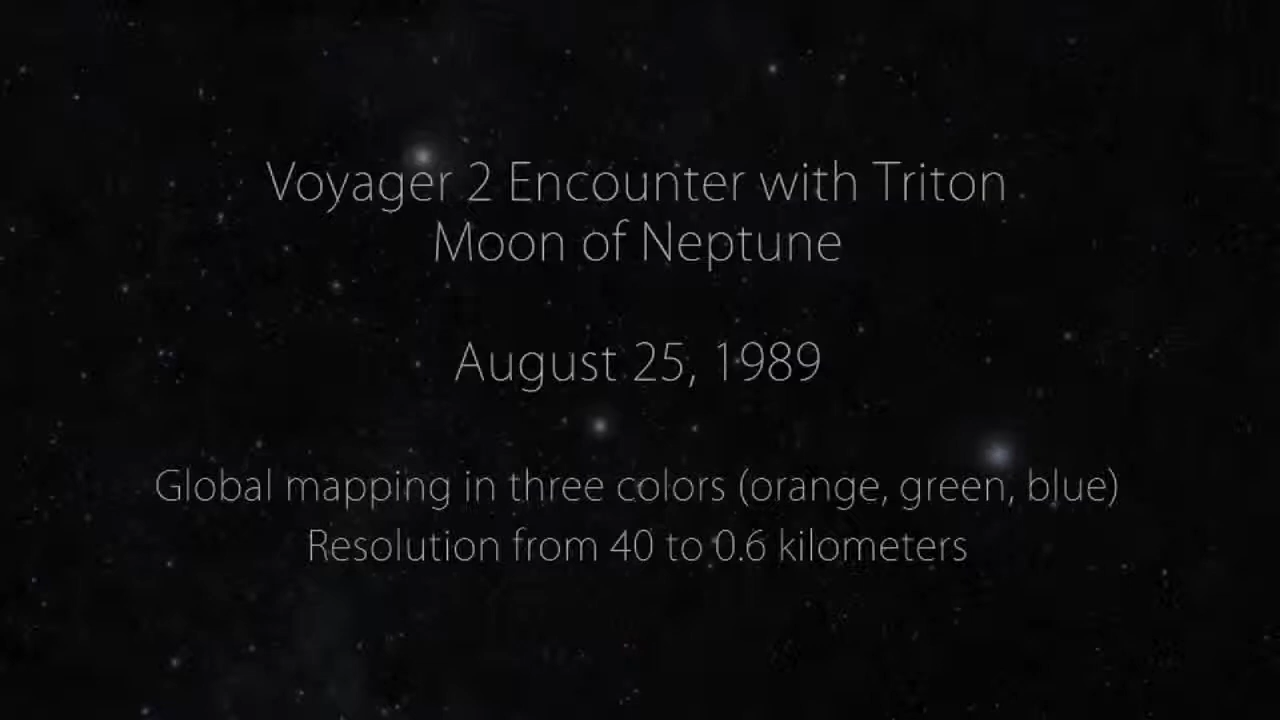 Voyager 2 Encounter with Triton
Moon of Neptune
August 25, 1989
Global mapping in three colors (orange, green, blue)
Resolution from 40 to 0.6 kilometers